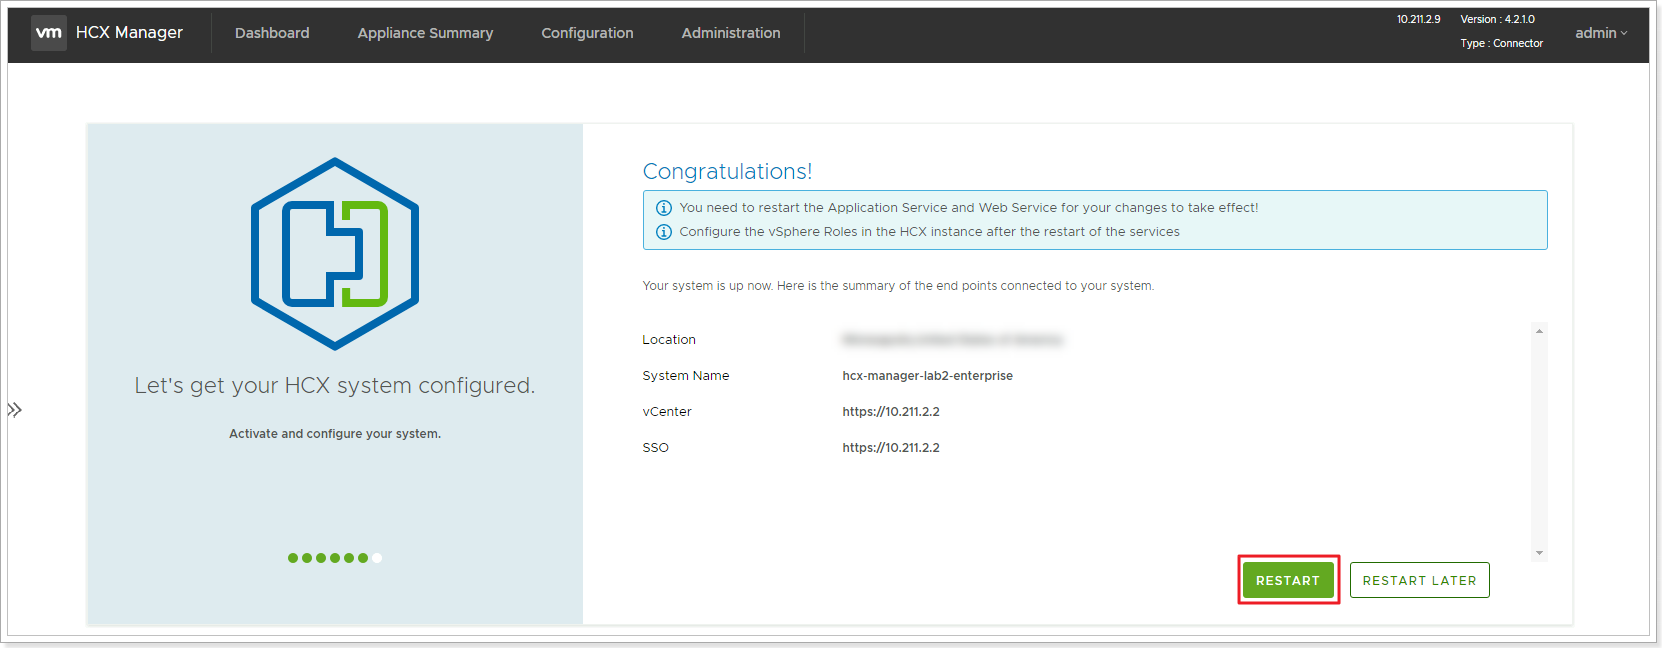 vm HCX Manager Dashboard Appliance Summary Configuration Administration 10.211.2.9 Version : 4.2.1.0
Type : Connector admin
Let's get your HCX system configured.
Activate and configure your system.
Congratulations!
You need to restart the Application Service and Web Service for your changes to take effect!
Configure the vSphere Roles in the HCX instance after the restart of the services
Your system is up now. Here is the summary of the end points connected to your system.
Location
System Name hcx-manager-lab2-enterprise
vCenter https://10.211.2.2
SSO https://10.211.2.2
RESTART RESTART LATER